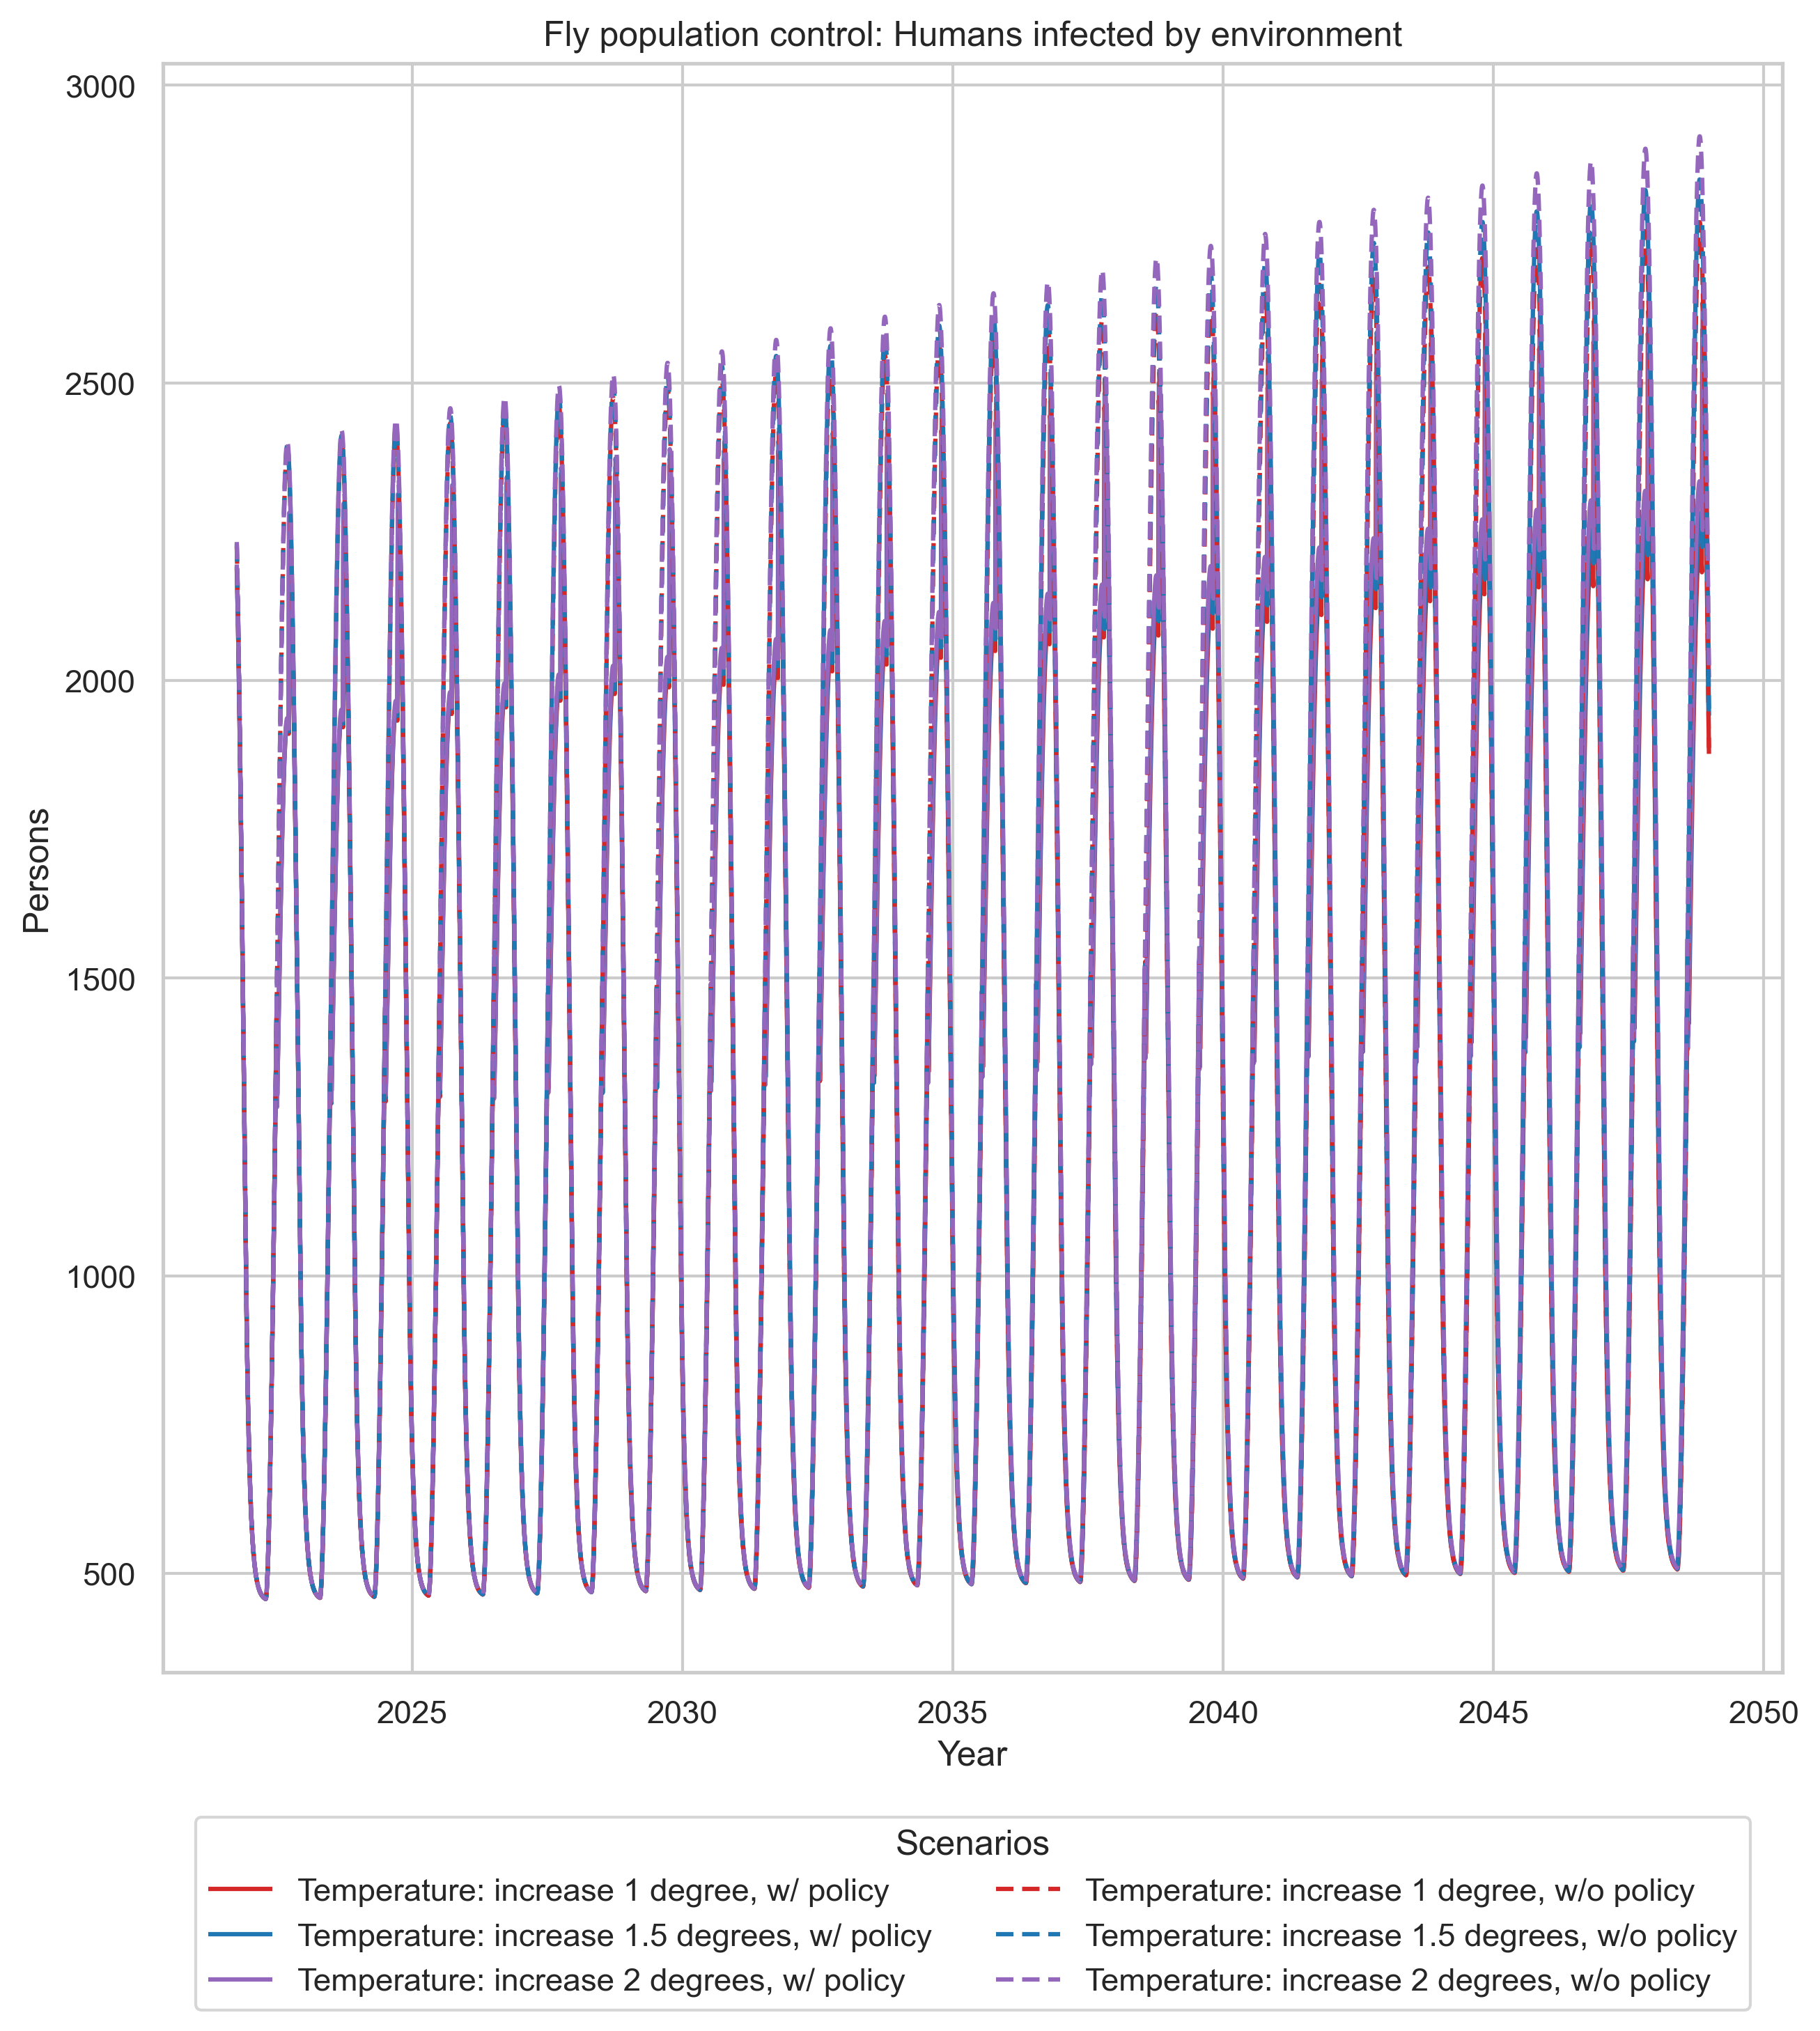 Fly population control: Humans infected by environment
3000
2500
2000
1500
1000
500
Persons
2025 2030 2035 2040 2045 2050
Year
Scenarios
Temperature: increase 1 degree, w/ policy
Temperature: increase 1.5 degrees, w/ policy
Temperature: increase 2 degrees, w/ policy
Temperature: increase 1 degree, w/o policy
Temperature: increase 1.5 degrees, w/o policy
Temperature: increase 2 degrees, w/o policy